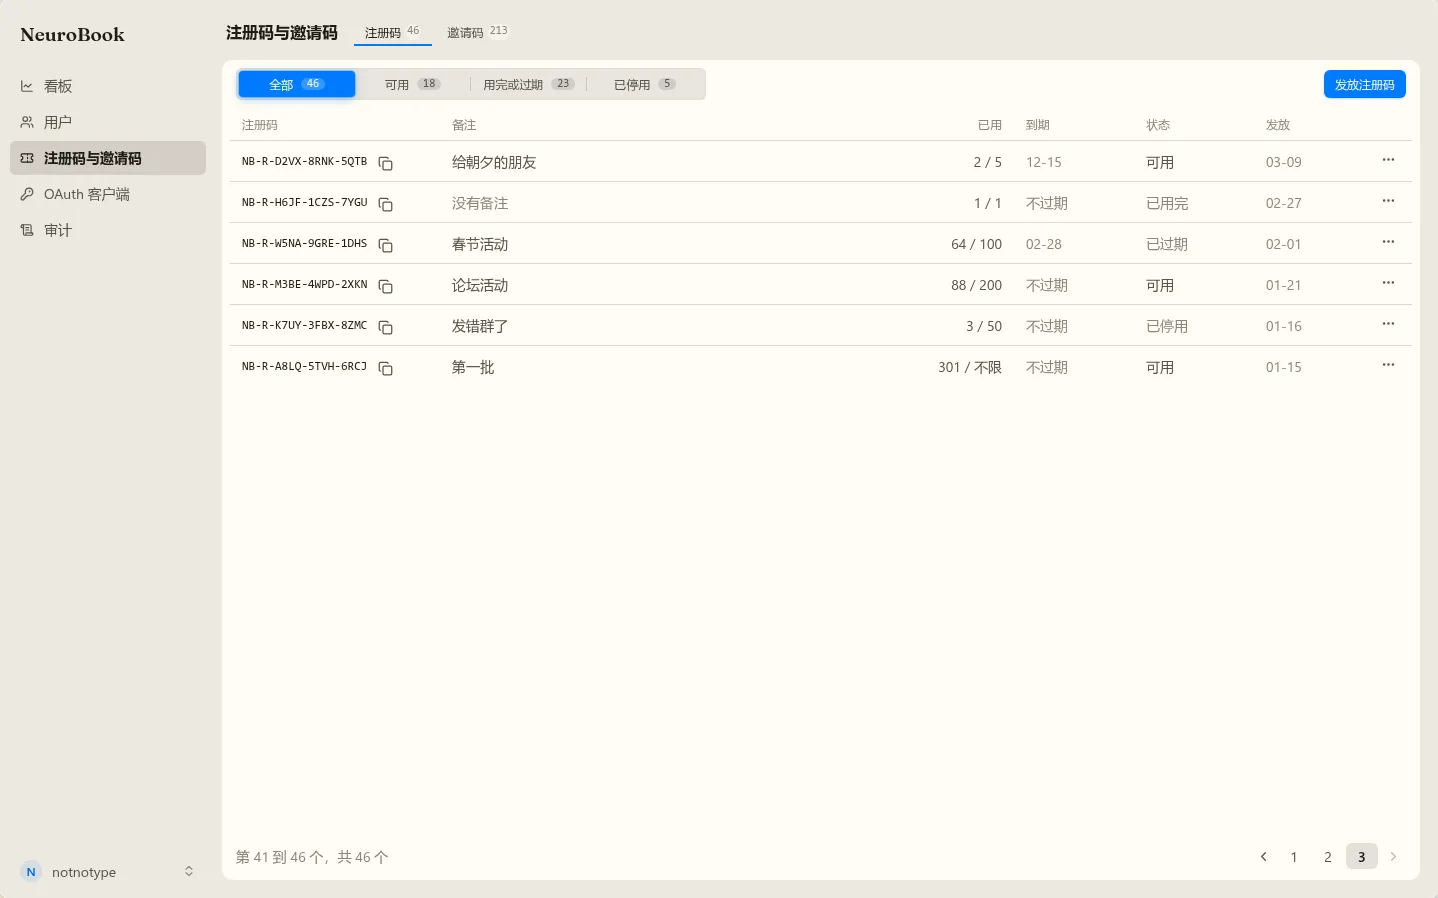 NeuroBook
看板
用户
注册码与邀请码
OAuth 客户端
审计
notnotype
注册码与邀请码 注册码 46 邀请码 213
全部 46 可用 18 用完或过期 23 已停用 5 发放注册码
注册码 备注 已用 到期 状态 发放
NB-R-D2VX-8RNK-5QTB 给朝夕的朋友 2 / 5 12-15 可用 03-09
NB-R-H6JF-1CZS-7YGU 没有备注 1 / 1 不过期 已用完 02-27
NB-R-W5NA-9GRE-1DHS 春节活动 64 / 100 02-28 已过期 02-01
NB-R-M3BE-4WPD-2XKN 论坛活动 88 / 200 不过期 可用 01-21
NB-R-K7UY-3FBX-8ZMC 发错群了 3 / 50 不过期 已停用 01-16
NB-R-A8LQ-5TVH-6RCJ 第一批 301 / 不限 不过期 可用 01-15
第 41 到 46 个，共 46 个 1 2 3
N